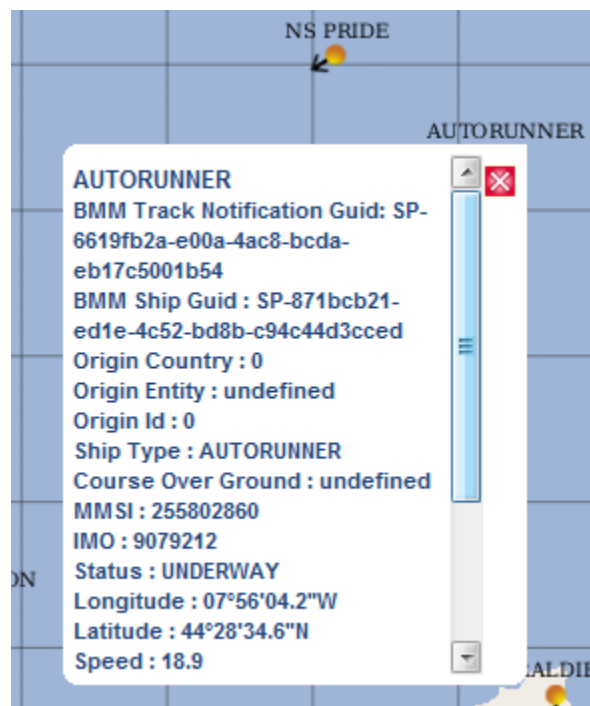 NS PRIDE
AUTORUNNER
AUTORUNNER
BMM Track Notification Guid: SP-
6619fb2a-e00a-4ac8-bcda-
eb17c5001b54
BMM Ship Guid : SP-871bcb21-
ed1e-4c52-bd8b-c94c44d3cced
Origin Country : 0
Origin Entity : undefined
Origin Id : 0
Ship Type : AUTORUNNER
Course Over Ground : undefined
MMSI : 255802860
IMO : 9079212
Status : UNDERWAY
Longitude : 07°56'04.2"W
Latitude : 44°28'34.6"N
Speed : 18.9